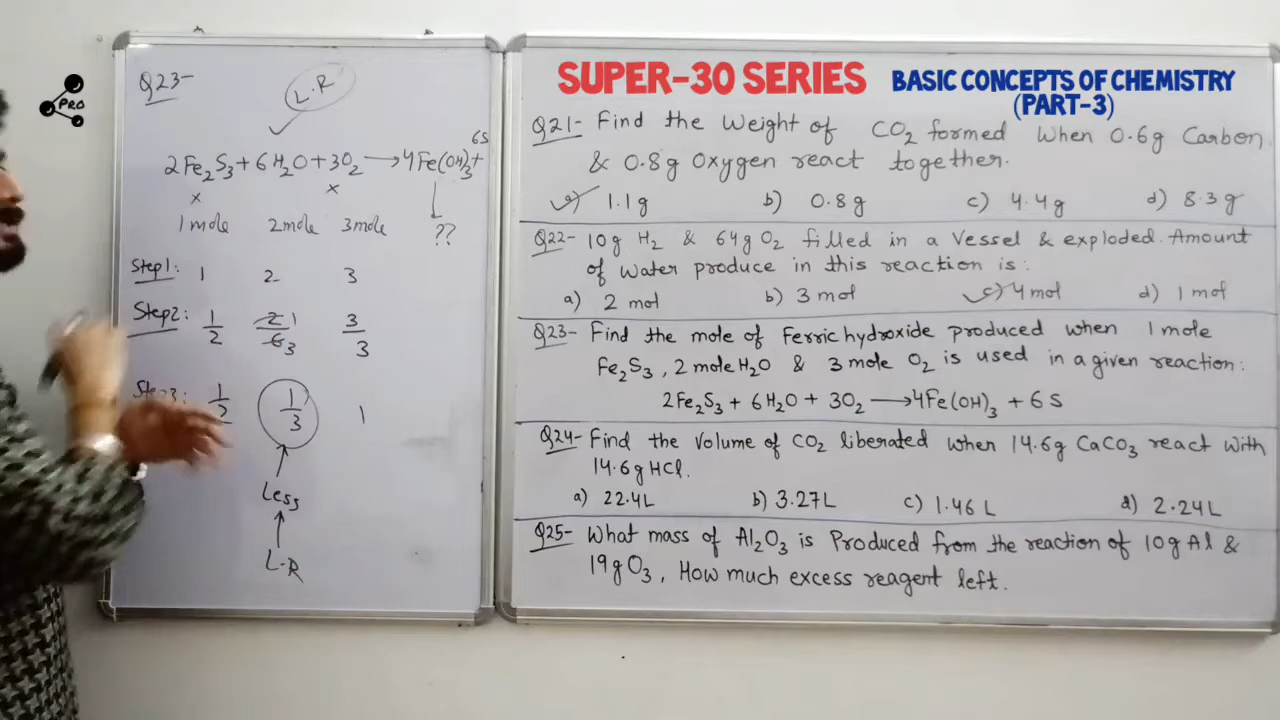 PRO
Q23-
L.R
6S
2Fe₂S₃ + 6H₂O + 3O₂ → 4Fe(OH)₃ +
x x
1 mole 2 mole 3 mole ??
Step1: 1 2 3
Step2: 1/2 2/6 1/3 3/3
Step3: 1/2 1/3 1
Less
L.R
SUPER-30 SERIES BASIC CONCEPTS OF CHEMISTRY
(PART-3)
Q21- Find the Weight of CO₂ formed when 0.6g Carbon
& 0.8g Oxygen react together.
a) 1.1g b) 0.8g c) 4.4g d) 8.3g
Q22- 10g H₂ & 64g O₂ filled in a Vessel & exploded. Amount
of Water produce in this reaction is:
a) 2 mol b) 3 mol c) 4 mol d) 1 mol
Q23- Find the mole of Ferric hydroxide produced when 1 mole
Fe₂S₃, 2 mole H₂O & 3 mole O₂ is used in a given reaction:
2Fe₂S₃ + 6H₂O + 3O₂ → 4Fe(OH)₃ + 6S
Q24- Find the Volume of CO₂ liberated when 14.6g CaCO₃ react with
14.6g HCl.
a) 22.4L b) 3.27L c) 1.46L d) 2.24L
Q25- What mass of Al₂O₃ is Produced from the reaction of 10g Al &
19g O₃, How much excess reagent left.